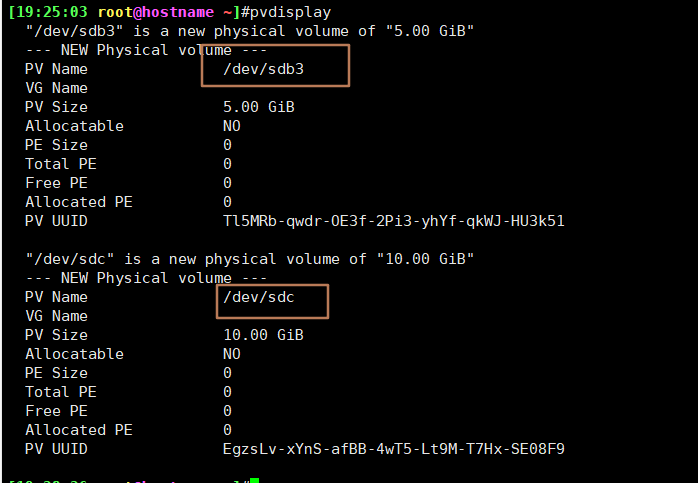 [19:25:03 root@hostname ~]#pvdisplay
"/dev/sdb3" is a new physical volume of "5.00 GiB"
--- NEW Physical volume ---
PV Name /dev/sdb3
VG Name
PV Size 5.00 GiB
Allocatable NO
PE Size 0
Total PE 0
Free PE 0
Allocated PE 0
PV UUID Tl5MRb-qwdr-OE3f-2Pi3-yhYf-qkWJ-HU3k51
"/dev/sdc" is a new physical volume of "10.00 GiB"
--- NEW Physical volume ---
PV Name /dev/sdc
VG Name
PV Size 10.00 GiB
Allocatable NO
PE Size 0
Total PE 0
Free PE 0
Allocated PE 0
PV UUID EgzsLv-xYnS-afBB-4wT5-Lt9M-T7Hx-SE08F9